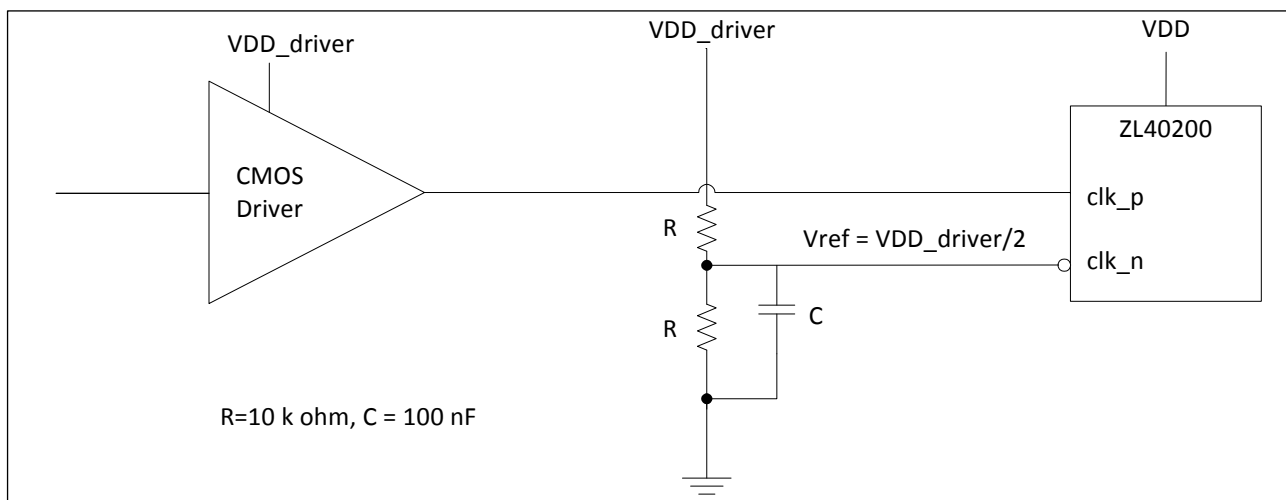 VDD_driver
VDD_driver
VDD
ZL40200
CMOS
Driver
clk_p
R
Vref = VDD_driver/2
clk_n
R
C
R=10 k ohm, C = 100 nF